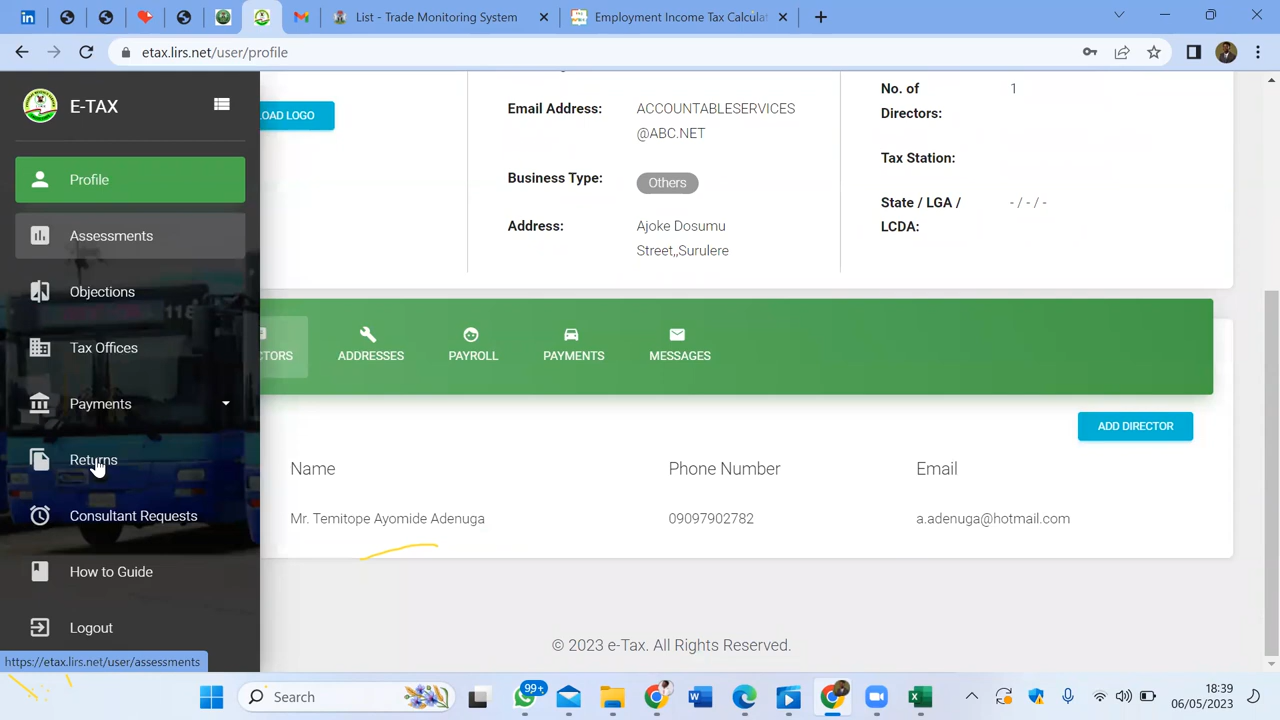 List - Tyade Monitoring System
Employment Income Tax Calculat
etax.lirs.net/user/profile
E-TAX
Profile
Assessments
Objections
Tax Offices
Payments
Returns
Consultant Requests
How to Guide
Logout
https://etax.lirs.net/user/assessments
OAD LOGO
Email Address: ACCOUNTABLESERVICES
@ABC.NET
Business Type: Others
Address: Ajoke Dosumu
Street,,Surulere
No. of 1
Directors:
Tax Station:
State / LGA / - / - / -
LCDA:
CTORS
ADDRESSES
PAYROLL
PAYMENTS
MESSAGES
ADD DIRECTOR
Name Phone Number Email
Mr. Temitope Ayomide Adenuga 09097902782 a.adenuga@hotmail.com
© 2023 e-Tax. All Rights Reserved.
Search
99+
18:39
06/05/2023